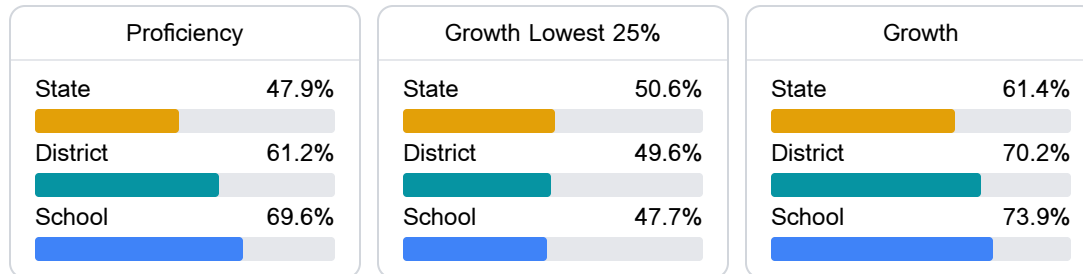 Proficiency
State 47.9%
District 61.2%
School 69.6%
Growth Lowest 25%
State 50.6%
District 49.6%
School 47.7%
Growth
State 61.4%
District 70.2%
School 73.9%